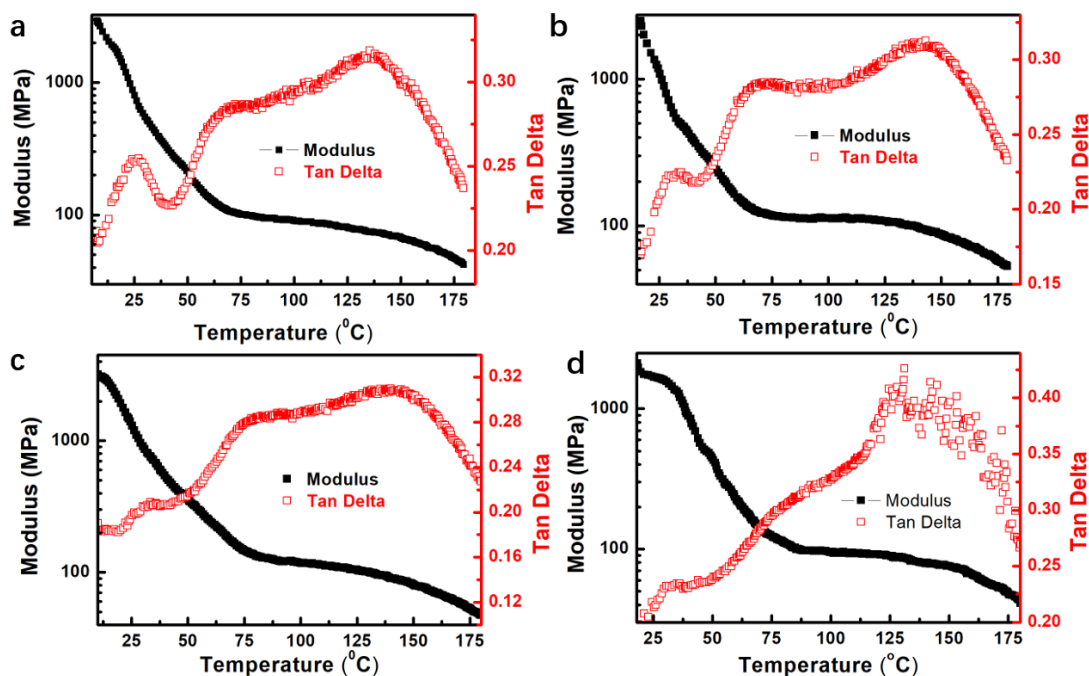 a
Modulus (MPa)
1000
100
Modulus
Tan Delta
0.30
0.25
0.20
Tan Delta
25 50 75 100 125 150 175
Temperature (⁰C)
b
Modulus (MPa)
1000
100
Modulus
Tan Delta
0.30
0.25
0.20
0.15
Tan Delta
25 50 75 100 125 150 175
Temperature (⁰C)
c
Modulus (MPa)
1000
100
Modulus
Tan Delta
0.32
0.28
0.24
0.20
0.16
0.12
Tan Delta
25 50 75 100 125 150 175
Temperature (⁰C)
d
Modulus (MPa)
1000
100
Modulus
Tan Delta
0.40
0.35
0.30
0.25
0.20
Tan Delta
25 50 75 100 125 150 175
Temperature (°C)